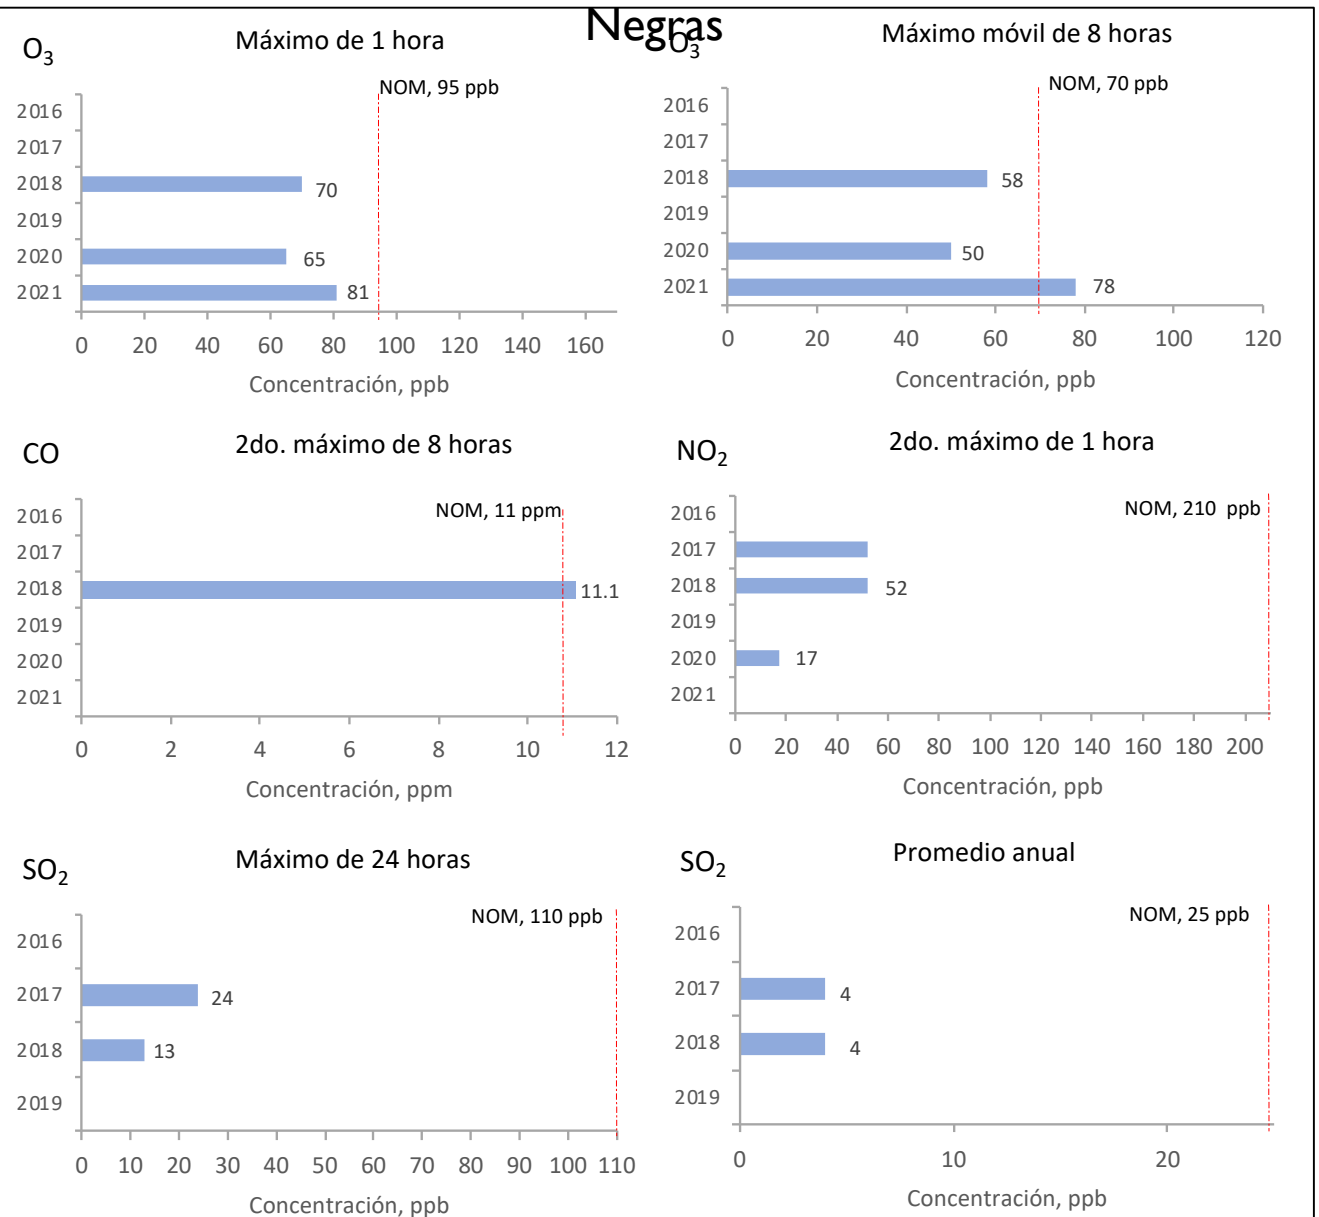 Negras
O3
Máximo de 1 hora
NOM, 95 ppb
2016
2017
2018
70
2019
2020
65
2021
81
0 20 40 60 80 100 120 140 160
Concentración, ppb
O3
Máximo móvil de 8 horas
NOM, 70 ppb
2016
2017
2018
58
2019
2020
50
2021
78
0 20 40 60 80 100 120
Concentración, ppb
CO
2do. máximo de 8 horas
NOM, 11 ppm
2016
2017
2018
11.1
2019
2020
2021
0 2 4 6 8 10 12
Concentración, ppm
NO2
2do. máximo de 1 hora
NOM, 210 ppb
2016
2017
2018
52
2019
2020
17
2021
0 20 40 60 80 100 120 140 160 180 200
Concentración, ppb
SO2
Máximo de 24 horas
NOM, 110 ppb
2016
2017
24
2018
13
2019
0 10 20 30 40 50 60 70 80 90 100 110
Concentración, ppb
SO2
Promedio anual
NOM, 25 ppb
2016
2017
4
2018
4
2019
0 10 20
Concentración, ppb